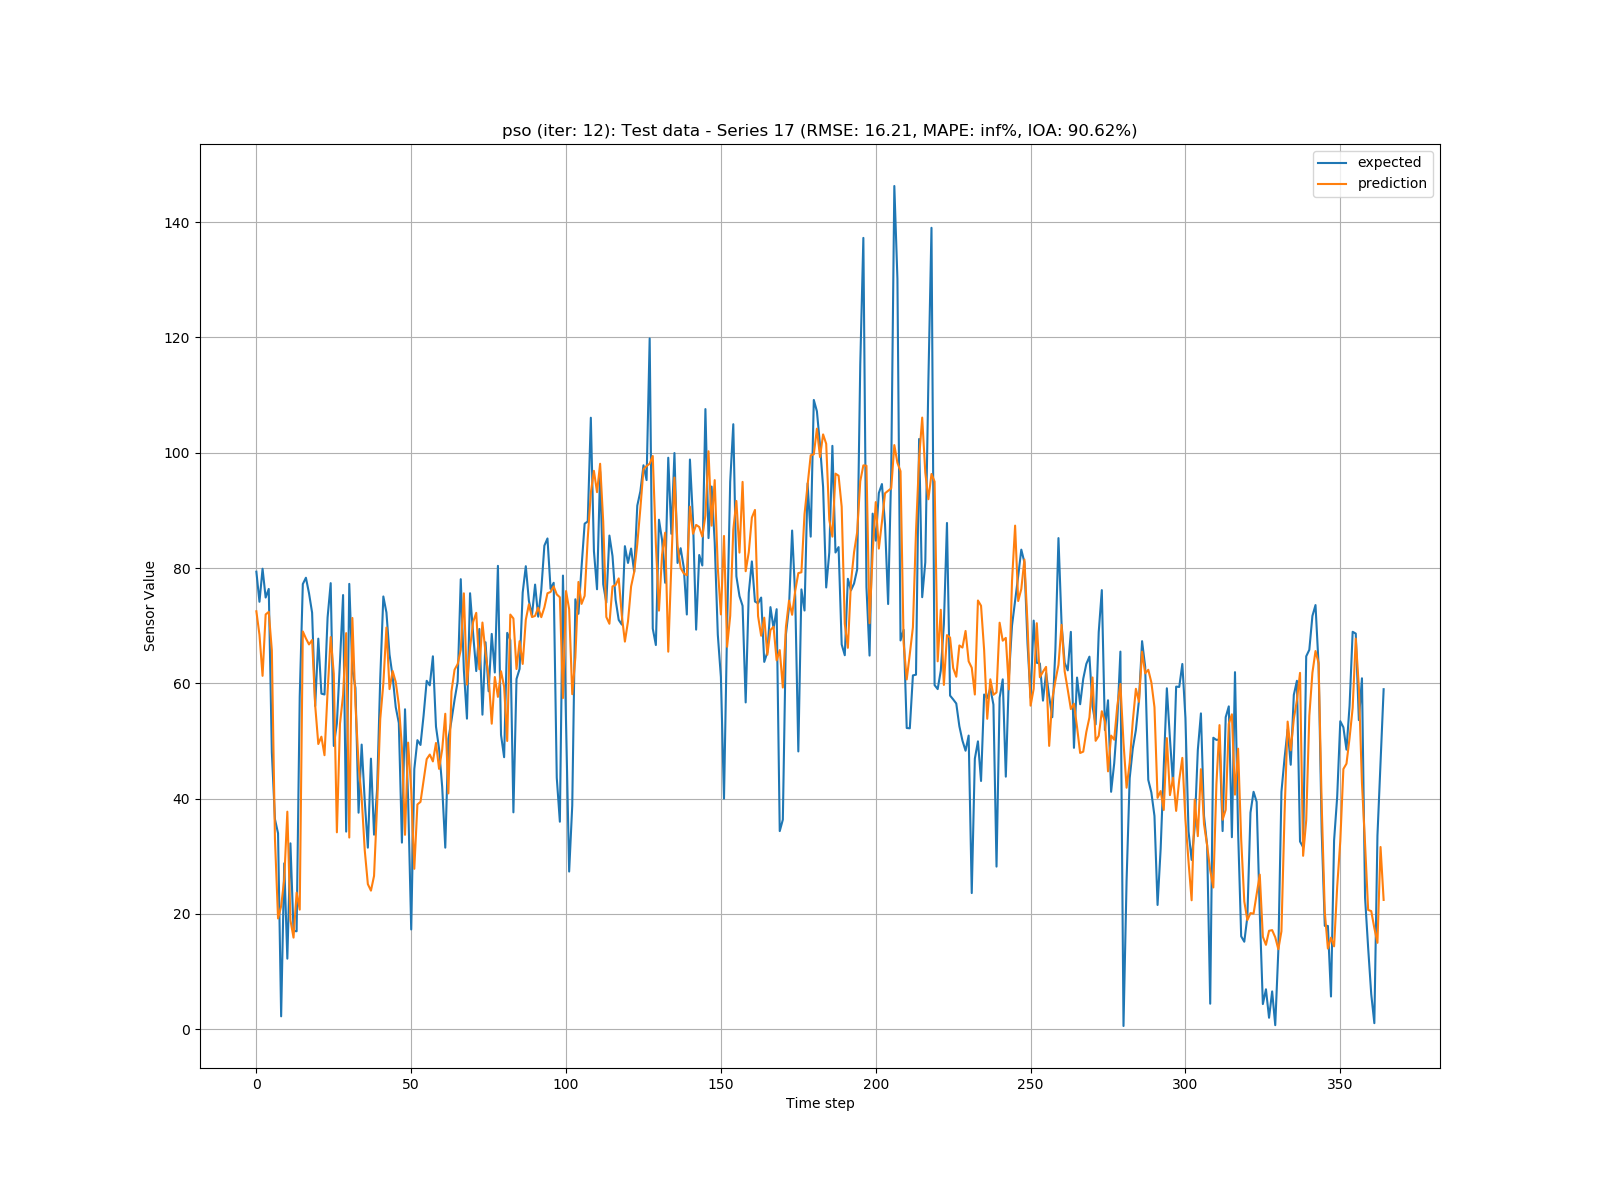 pso (iter: 12): Test data - Series 17 (RMSE: 16.21, MAPE: inf%, IOA: 90.62%)
expected
prediction
140
120
100
80
60
40
20
0
Sensor Value
0 50 100 150 200 250 300 350
Time step